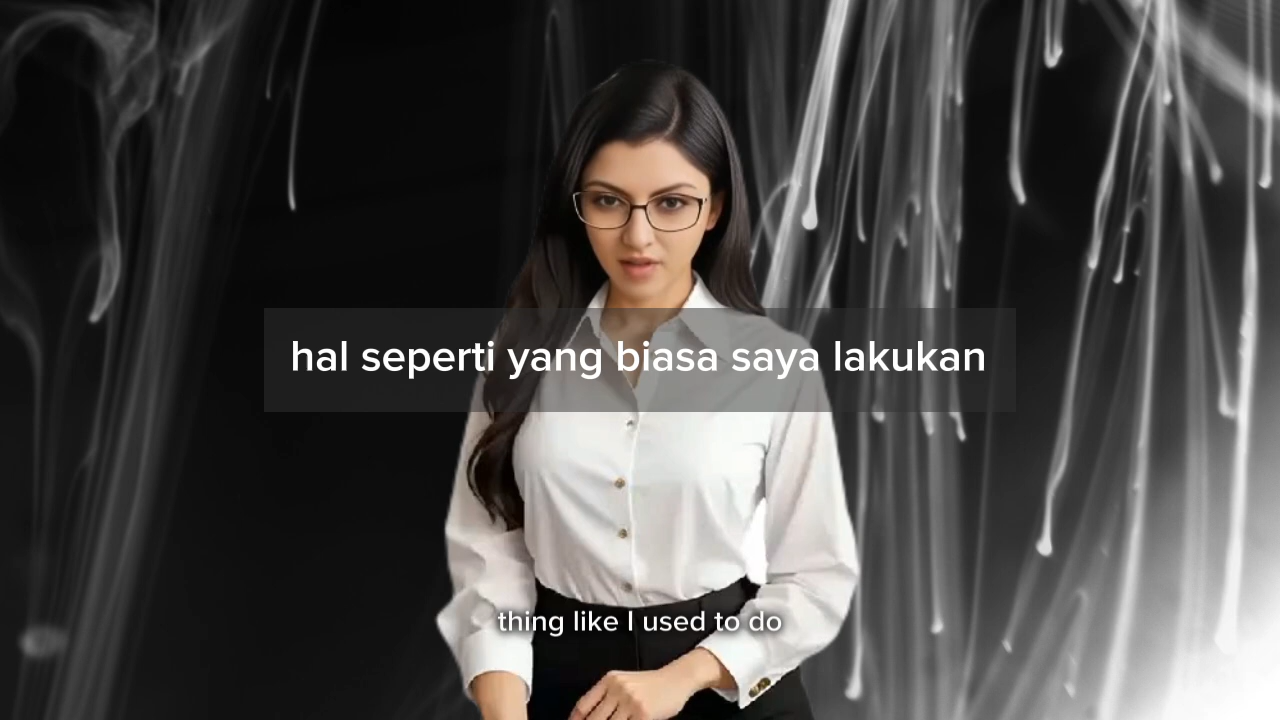 hal seperti yang biasa saya lakukan
thing like I used to do